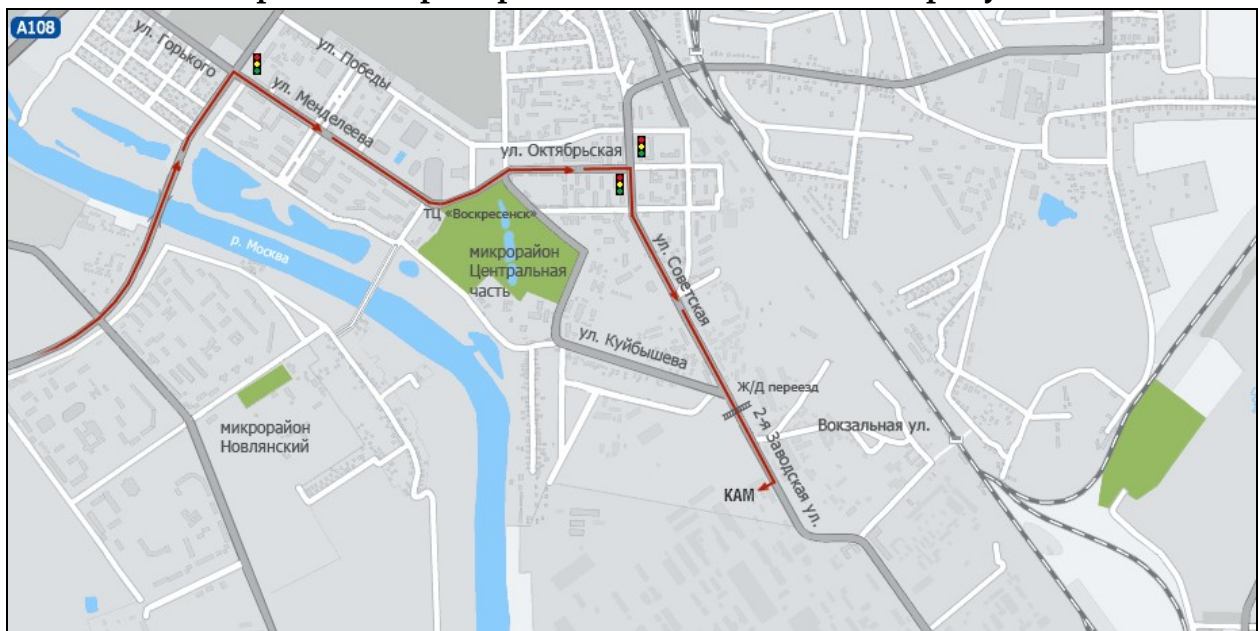 А108
ул. Горького
ул. Победы
ул. Менделеева
ул. Октябрьская
ТЦ «Воскресенск»
р. Москва
микрорайон
Центральная
часть
ул. Советская
ул. Куйбышева
Ж/Д переезд
2-я Заводская ул.
Вокзальная ул.
микрорайон
Новлянский
КАМ